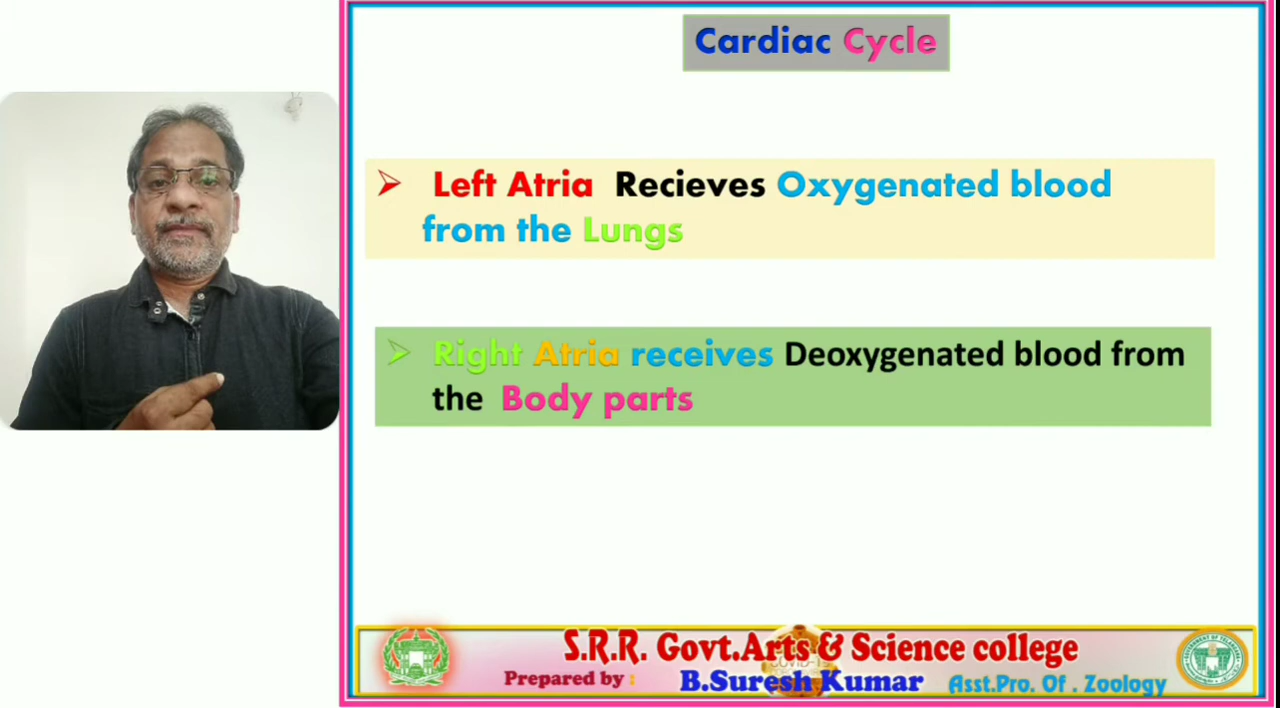 Cardiac Cycle
Left Atria Recieves Oxygenated blood
from the Lungs
Right Atria receives Deoxygenated blood from
the Body parts
S.R.R. Govt.Arts & Science college
Prepared by : B.Suresh Kumar Asst.Pro. Of . Zoology